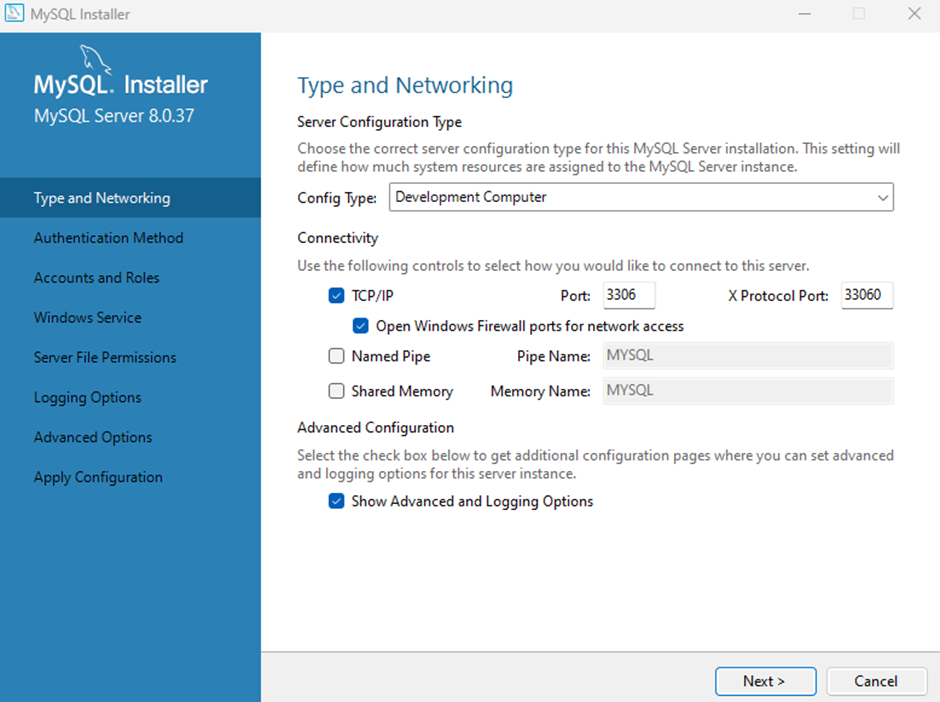 MySQL Installer
MySQL. Installer
MySQL Server 8.0.37
Type and Networking
Authentication Method
Accounts and Roles
Windows Service
Server File Permissions
Logging Options
Advanced Options
Apply Configuration
Type and Networking
Server Configuration Type
Choose the correct server configuration type for this MySQL Server installation. This setting will
define how much system resources are assigned to the MySQL Server instance.
Config Type: Development Computer
Connectivity
Use the following controls to select how you would like to connect to this server.
TCP/IP Port: 3306 X Protocol Port: 33060
Open Windows Firewall ports for network access
Named Pipe Pipe Name: MYSQL
Shared Memory Memory Name: MYSQL
Advanced Configuration
Select the check box below to get additional configuration pages where you can set advanced
and logging options for this server instance.
Show Advanced and Logging Options
Next > Cancel